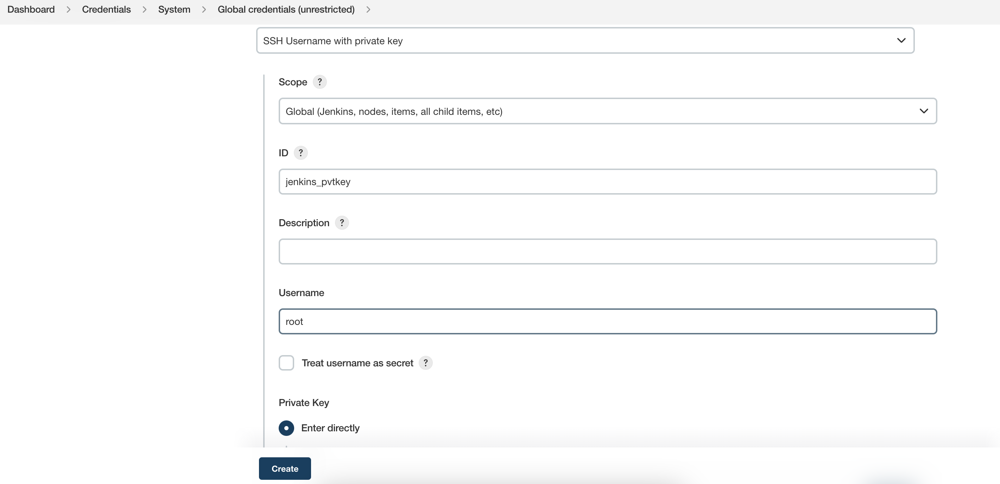 Dashboard > Credentials > System > Global credentials (unrestricted) >
SSH Username with private key
Scope ?
Global (Jenkins, nodes, items, all child items, etc)
ID ?
jenkins_pvtkey
Description ?
Username
root
Treat username as secret ?
Private Key
Enter directly
Create